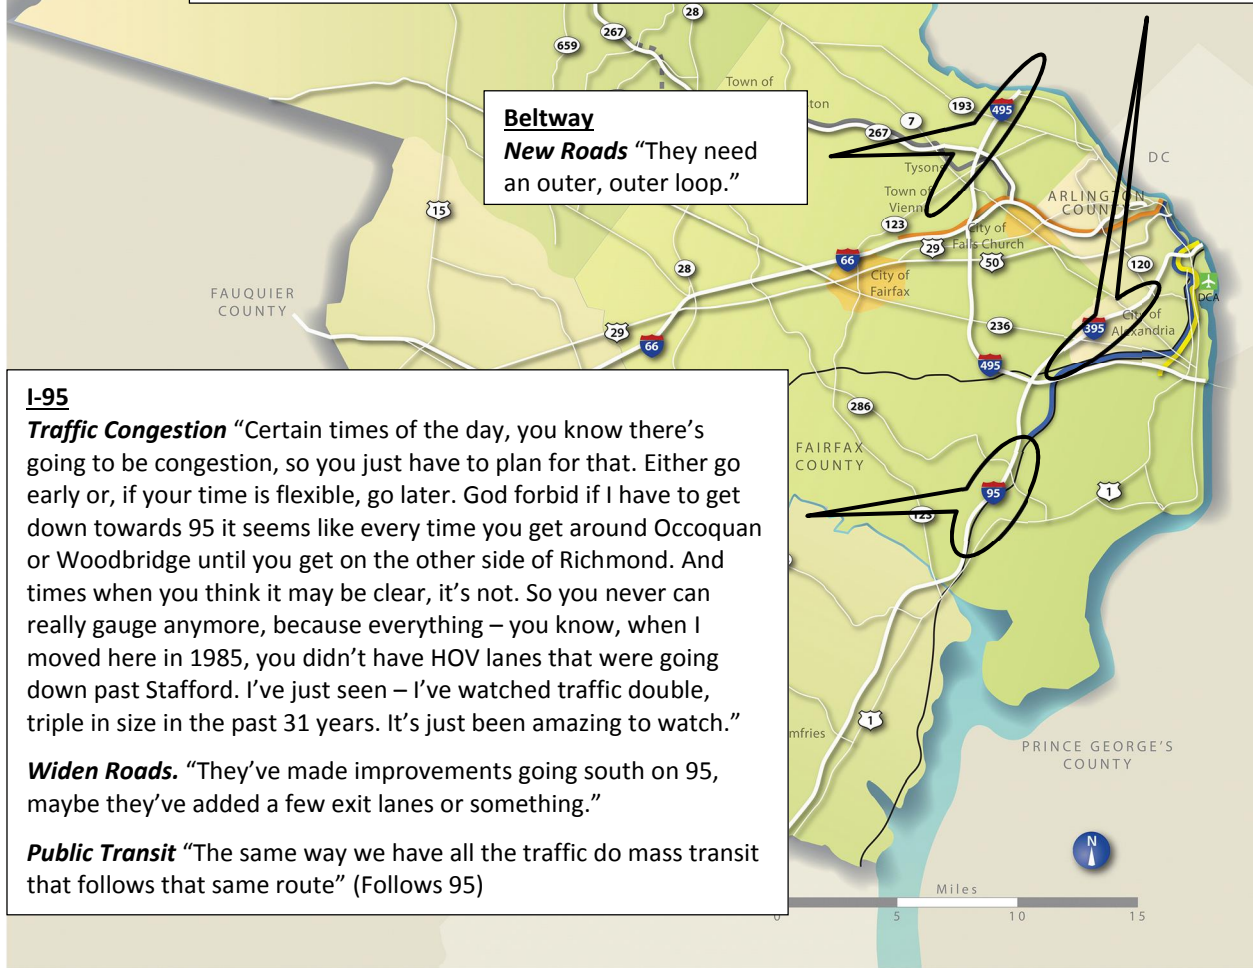 28
267
659
Town of
ton
193
495
7
267
Beltway
New Roads “They need
an outer, outer loop.”
Tysons
DC
Town of
Vienn
15
ARLINGTON
COUNTY
123
City of
Falls Church
29
50
66
120
28
City of
Fairfax
DCA
FAUQUIER
COUNTY
29
66
236
395
City of
Alexandria
495
I-95
Traffic Congestion “Certain times of the day, you know there’s
going to be congestion, so you just have to plan for that. Either go
early or, if your time is flexible, go later. God forbid if I have to get
down towards 95 it seems like every time you get around Occoquan
or Woodbridge until you get on the other side of Richmond. And
times when you think it may be clear, it’s not. So you never can
really gauge anymore, because everything – you know, when I
moved here in 1985, you didn’t have HOV lanes that were going
down past Stafford. I’ve just seen – I’ve watched traffic double,
triple in size in the past 31 years. It’s just been amazing to watch.”
Widen Roads. “They’ve made improvements going south on 95,
maybe they’ve added a few exit lanes or something.”
Public Transit “The same way we have all the traffic do mass transit
that follows that same route” (Follows 95)
286
FAIRFAX
COUNTY
95
1
123
1
mfries
PRINCE GEORGE’S
COUNTY
N
Miles
0 5 10 15